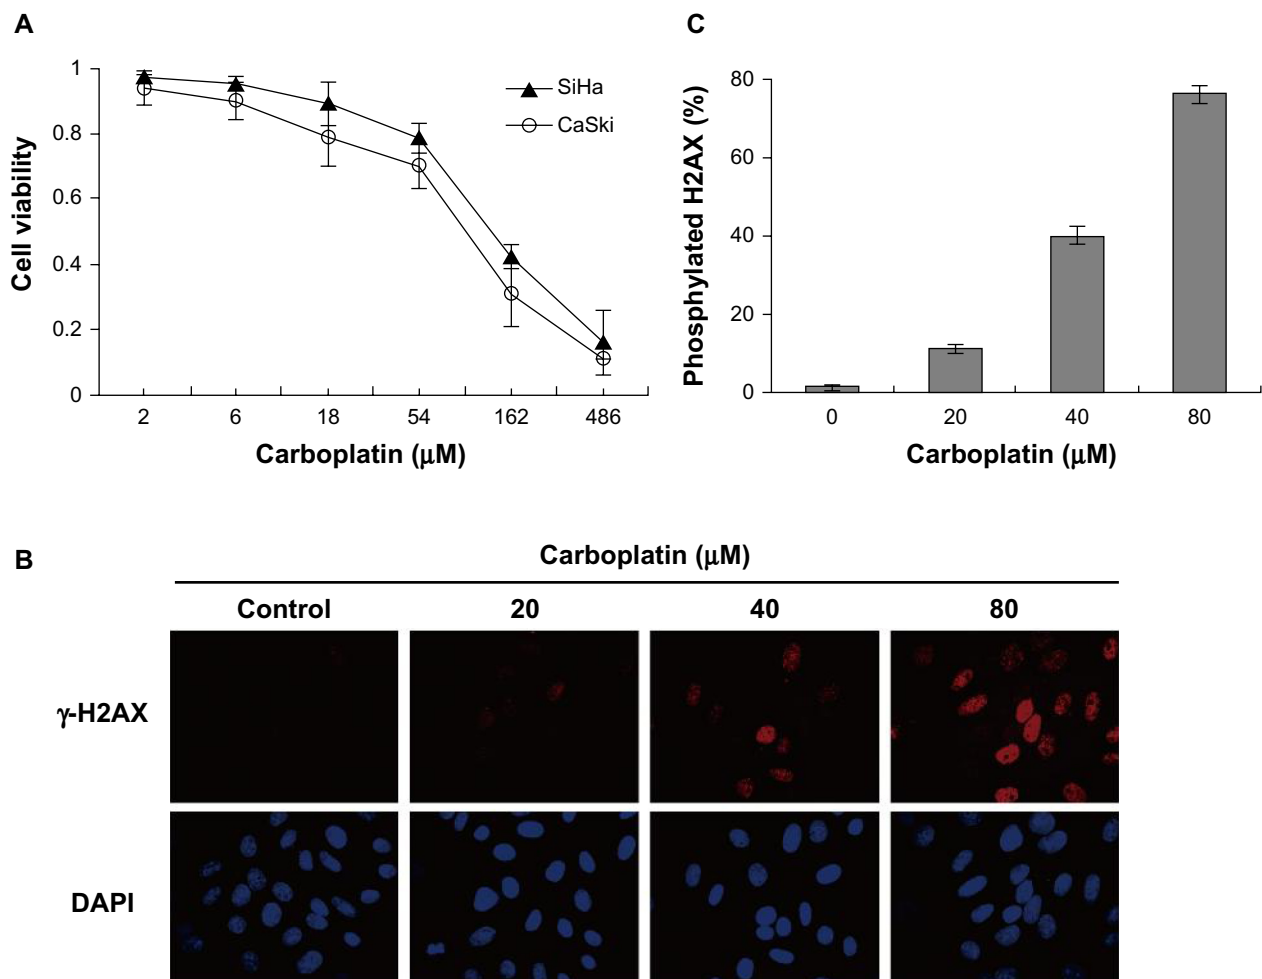 A
1
0.8
0.6
0.4
0.2
0
Cell viability
SiHa
CaSki
2 6 18 54 162 486
Carboplatin (μM)
C
80
60
40
20
0
Phosphylated H2AX (%)
0 20 40 80
Carboplatin (μM)
B
Carboplatin (μM)
Control 20 40 80
γ-H2AX
DAPI